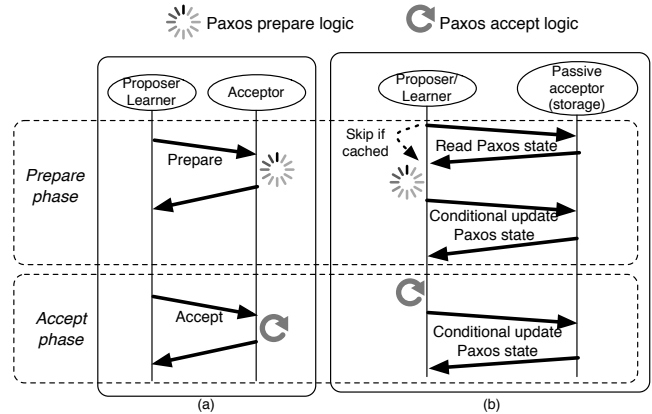 Paxos prepare logic
Paxos accept logic
Proposer
Learner
Acceptor
Proposer/
Learner
Passive
acceptor
(storage)
Prepare
phase
Prepare
Skip if
cached
Read Paxos state
Conditional update
Paxos state
Accept
phase
Accept
Conditional update
Paxos state
(a)
(b)